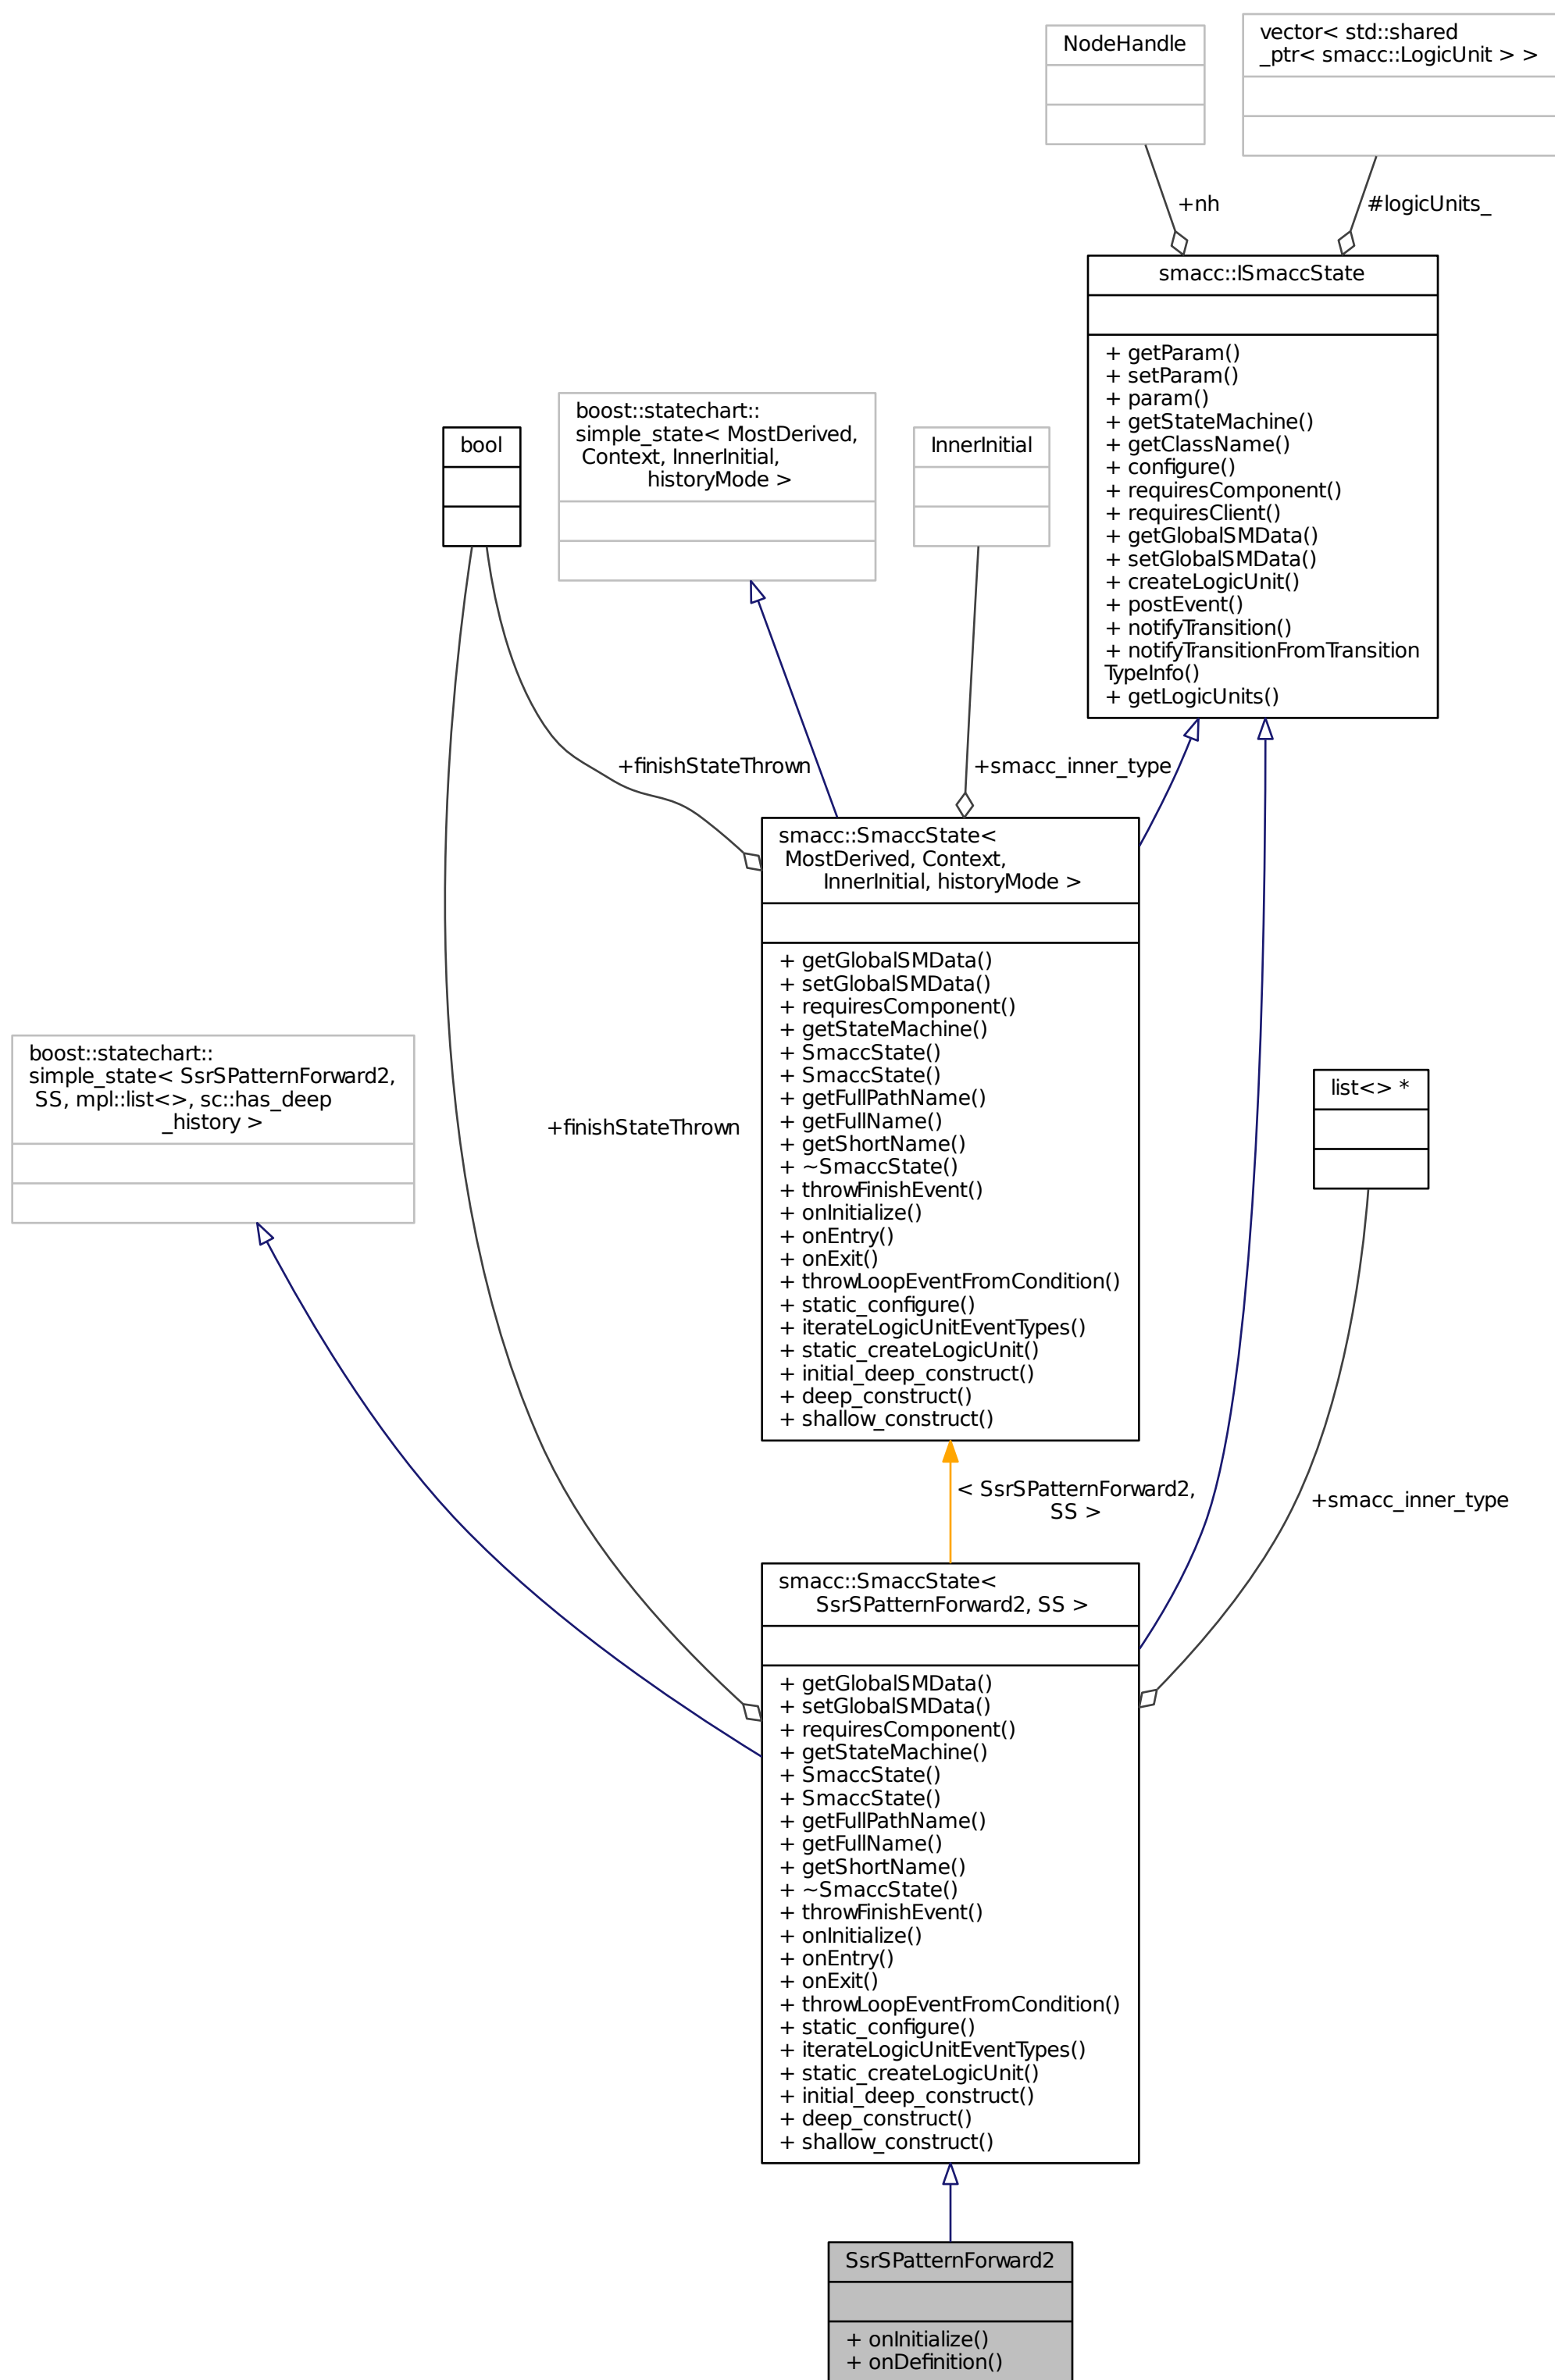 NodeHandle
vector< std::shared
_ptr< smacc::LogicUnit > >
+nh
#logicUnits_
smacc::ISmaccState
+ getParam()
+ setParam()
+ param()
+ getStateMachine()
+ getClassName()
+ configure()
+ requiresComponent()
+ requiresClient()
+ getGlobalSMData()
+ setGlobalSMData()
+ createLogicUnit()
+ postEvent()
+ notifyTransition()
+ notifyTransitionFromTransition
TypeInfo()
+ getLogicUnits()
bool
boost::statechart::
simple_state< MostDerived,
Context, InnerInitial,
historyMode >
InnerInitial
+finishStateThrown
+smacc_inner_type
smacc::SmaccState<
MostDerived, Context,
InnerInitial, historyMode >
+ getGlobalSMData()
+ setGlobalSMData()
+ requiresComponent()
+ getStateMachine()
+ SmaccState()
+ SmaccState()
+ getFullPathName()
+ getFullName()
+ getShortName()
+ ~SmaccState()
+ throwFinishEvent()
+ onInitialize()
+ onEntry()
+ onExit()
+ throwLoopEventFromCondition()
+ static_configure()
+ iterateLogicUnitEventTypes()
+ static_createLogicUnit()
+ initial_deep_construct()
+ deep_construct()
+ shallow_construct()
boost::statechart::
simple_state< SsrSPatternForward2,
SS, mpl::list<>, sc::has_deep
_history >
+finishStateThrown
list<> *
< SsrSPatternForward2,
SS >
+smacc_inner_type
smacc::SmaccState<
SsrSPatternForward2, SS >
+ getGlobalSMData()
+ setGlobalSMData()
+ requiresComponent()
+ getStateMachine()
+ SmaccState()
+ SmaccState()
+ getFullPathName()
+ getFullName()
+ getShortName()
+ ~SmaccState()
+ throwFinishEvent()
+ onInitialize()
+ onEntry()
+ onExit()
+ throwLoopEventFromCondition()
+ static_configure()
+ iterateLogicUnitEventTypes()
+ static_createLogicUnit()
+ initial_deep_construct()
+ deep_construct()
+ shallow_construct()
SsrSPatternForward2
+ onInitialize()
+ onDefinition()